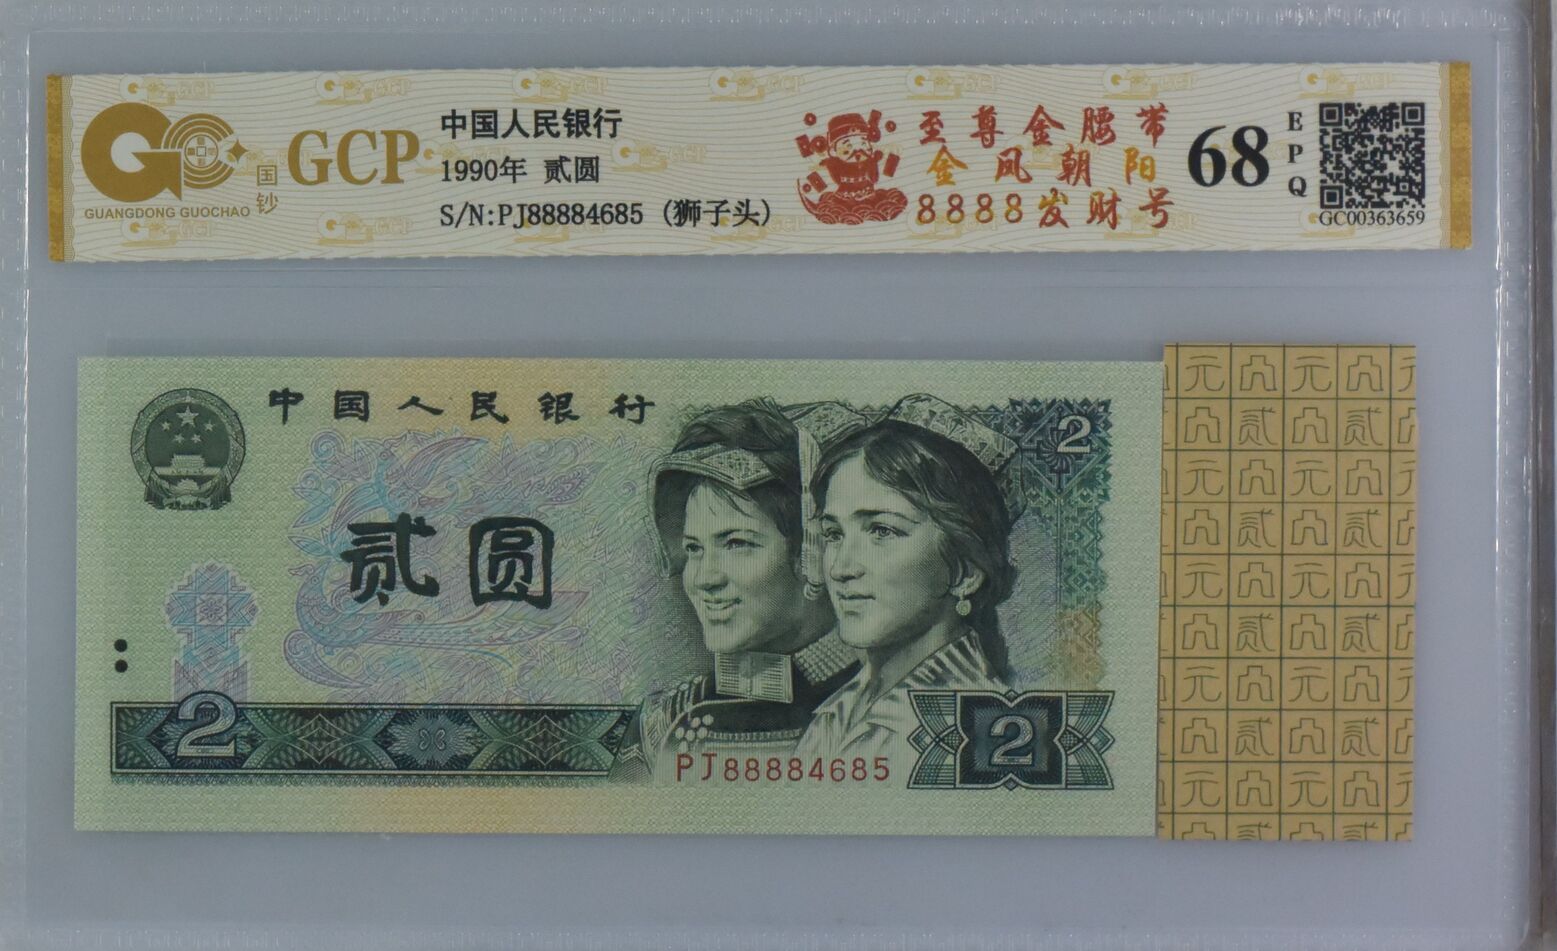 国钞
GUANGDONG GUOCHAO
GCP
中国人民银行
1990年 贰圆
S/N:PJ88884685 (狮子头)
至尊金腰带
金凤朝阳
8888发财号
68
EPQ
GC00363659
中国人民银行
贰圆
2
2
2
PJ88884685